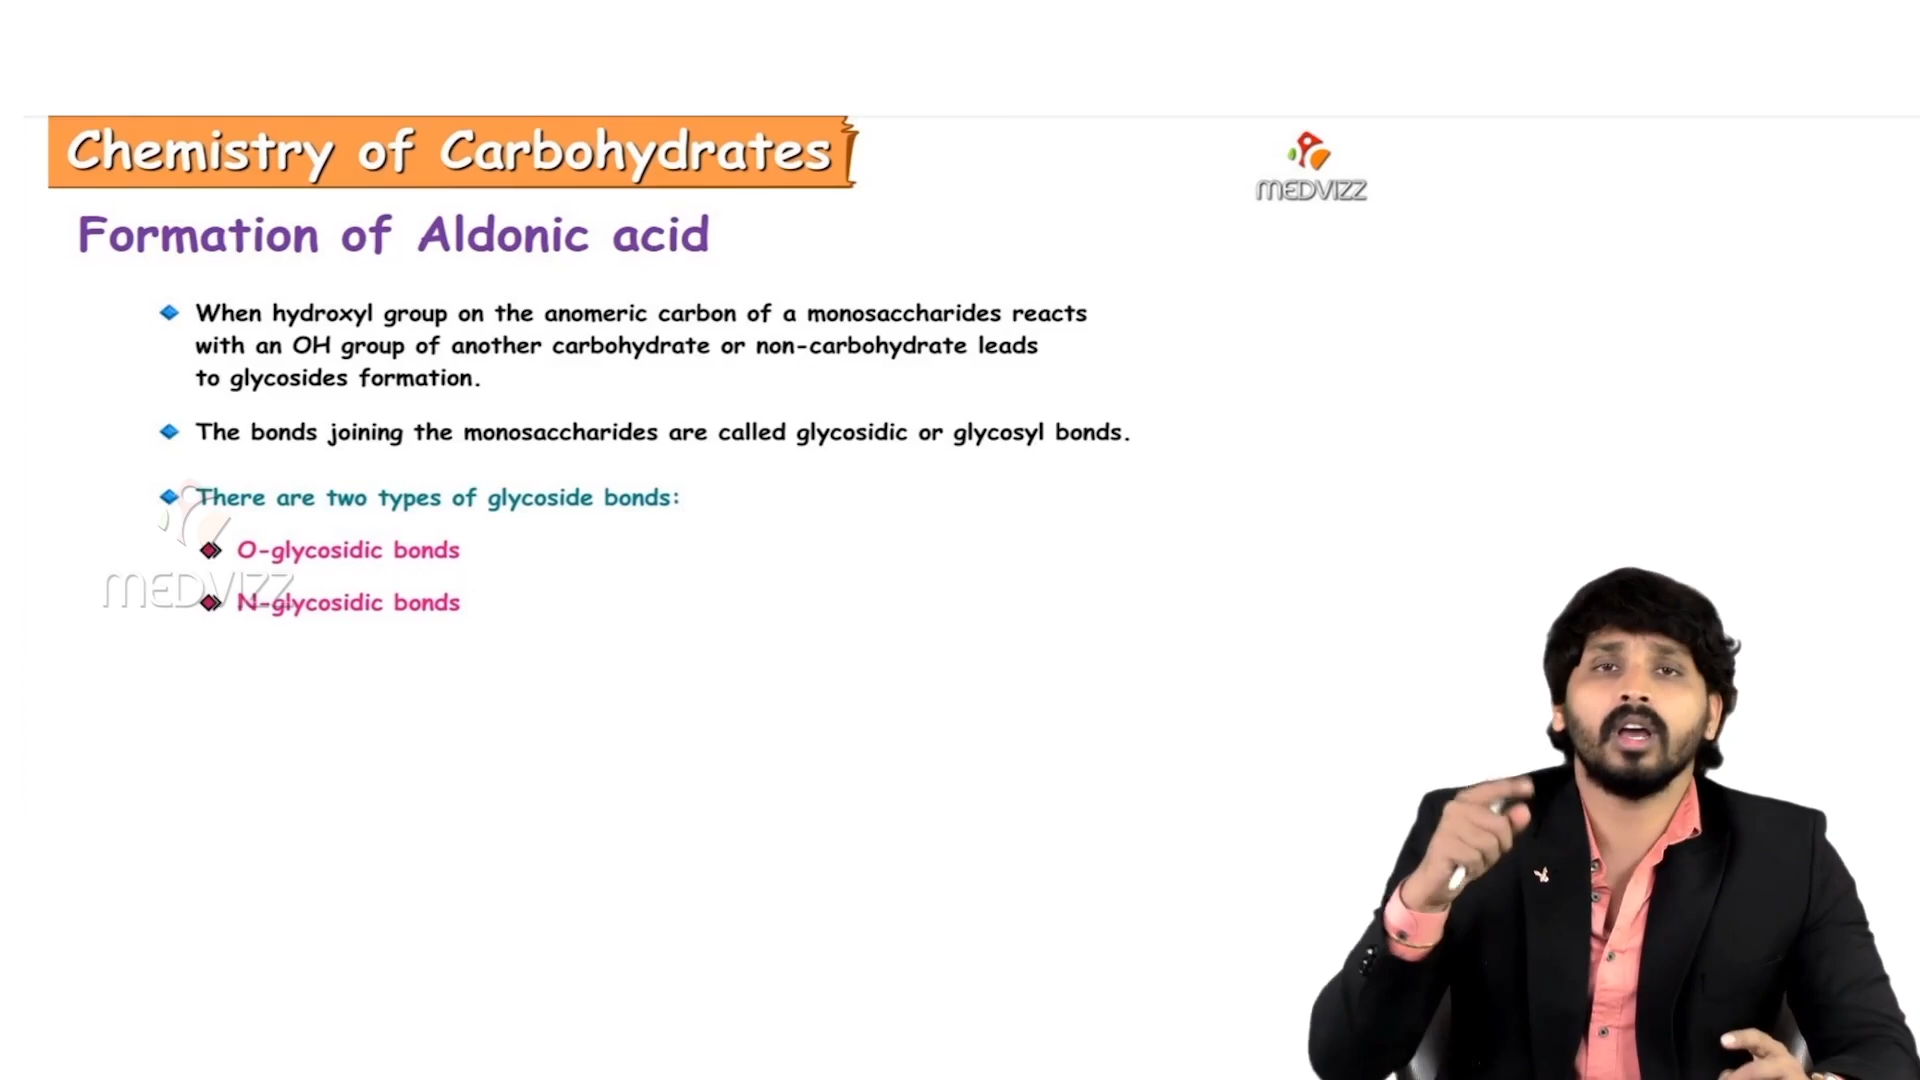 Chemistry of Carbohydrates
MEDVIZZ
Formation of Aldonic acid
When hydroxyl group on the anomeric carbon of a monosaccharides reacts
with an OH group of another carbohydrate or non-carbohydrate leads
to glycosides formation.
The bonds joining the monosaccharides are called glycosidic or glycosyl bonds.
There are two types of glycoside bonds:
O-glycosidic bonds
MEDVIZZ
N-glycosidic bonds